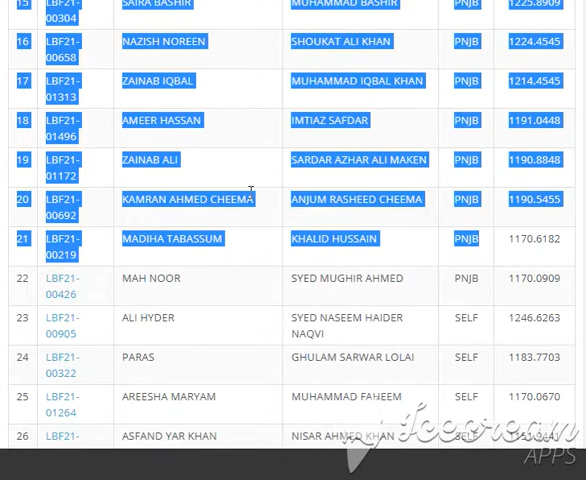 15 LBF21- SAIRA BASHIR MUHAMMAD BASHIR PNJB 1225.8909
00304
16 LBF21- NAZISH NOREEN SHOUKAT ALI KHAN PNJB 1224.4545
00658
17 LBF21- ZAINAB IQBAL MUHAMMAD IQBAL KHAN PNJB 1214.4545
01313
18 LBF21- AMEER HASSAN IMTIAZ SAFDAR PNJB 1191.0448
01496
19 LBF21- ZAINAB ALI SARDAR AZHAR ALI MAKEN PNJB 1190.8848
01172
20 LBF21- KAMRAN AHMED CHEEMA ANJUM RASHEED CHEEMA PNJB 1190.5455
00692
21 LBF21- MADIHA TABASSUM KHALID HUSSAIN PNJB 1170.6182
00219
22 LBF21- MAH NOOR SYED MUGHIR AHMED PNJB 1170.0909
00426
23 LBF21- ALI HYDER SYED NASEEM HAIDER SELF 1246.6263
00905 NAQVI
24 LBF21- PARAS GHULAM SARWAR LOLAI SELF 1183.7703
00322
25 LBF21- AREESHA MARYAM MUHAMMAD FAHEEM SELF 1170.0670
01264
26 LBF21- ASFAND YAR KHAN NISAR AHMED KHAN SELF
Icecream
APPS